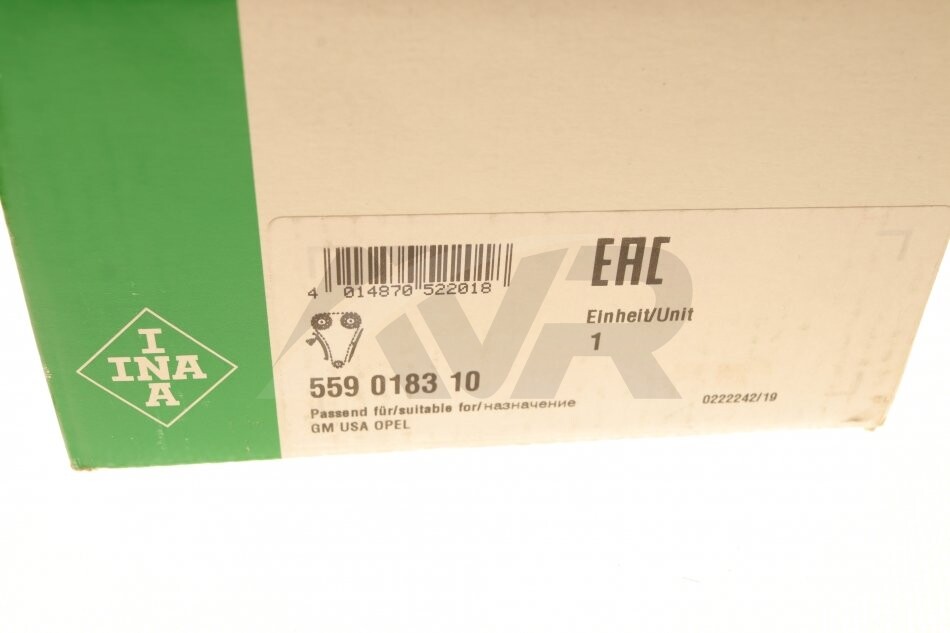 INA
INA
EAC
4 014870 522018
Einheit/Unit
1
559 0183 10
Passend für/suitable for/назначение
GM USA OPEL
0222242/19
AVR